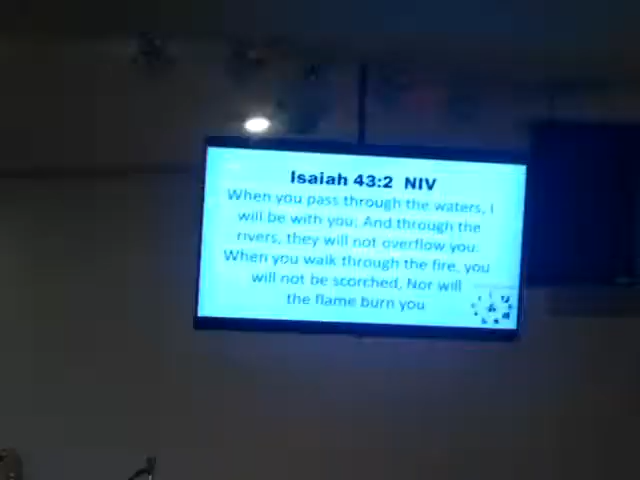 Isaiah 43:2 NIV
When you pass through the waters, I
will be with you; And through the
rivers, they will not overflow you.
When you walk through the fire, you
will not be scorched, Nor will
the flame burn you